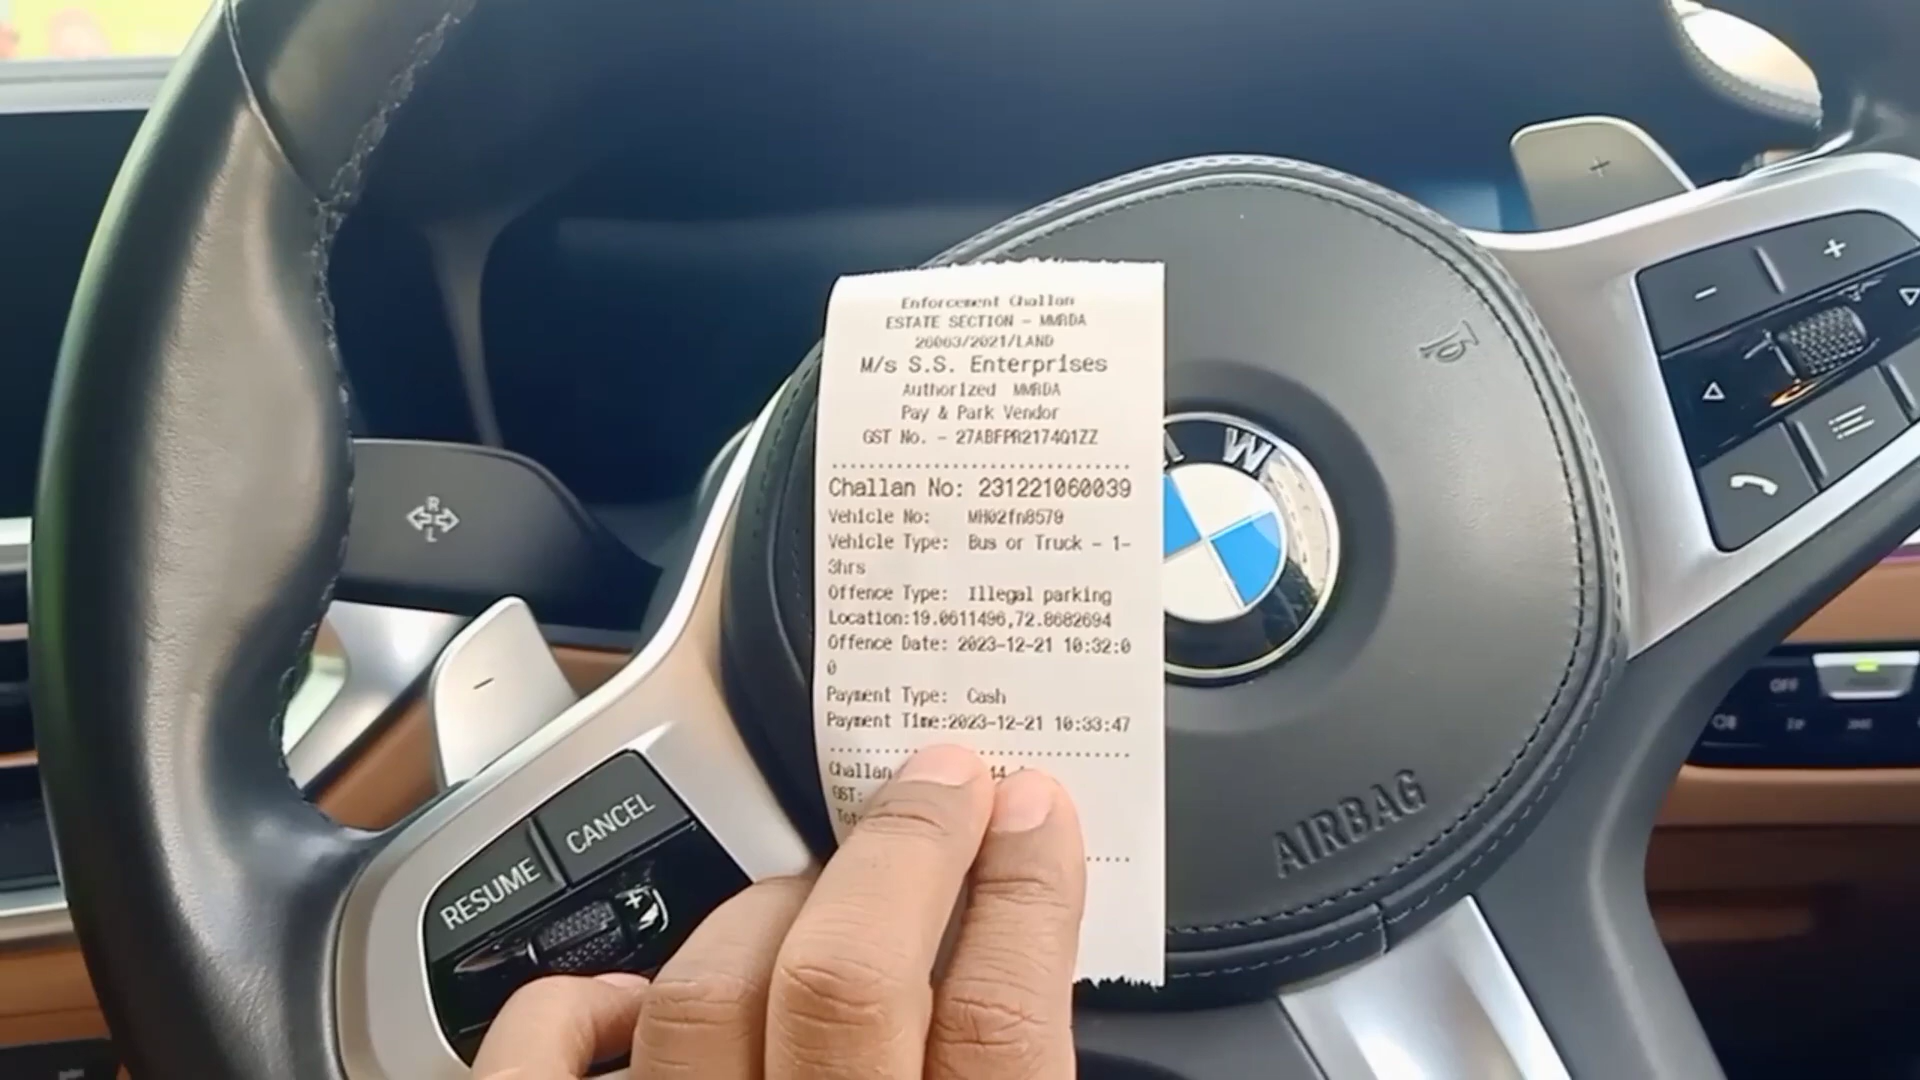 Enforcement Challan
ESTATE SECTION - MMRDA
26063/2021/LAND
M/s S.S. Enterprises
Authorized MMRDA
Pay & Park Vendor
GST No. - 27ABFPR2174Q1ZZ
Challan No: 231221060039
Vehicle No: MH02fn8579
Vehicle Type: Bus or Truck - 1-
3hrs
Offence Type: Illegal parking
Location:19.0611496,72.8682694
Offence Date: 2023-12-21 10:32:0
0
Payment Type: Cash
Payment Time:2023-12-21 10:33:47
Challan
GST:
W
AIRBAG
RESUME
CANCEL
R
L
+
-
- +
OFF